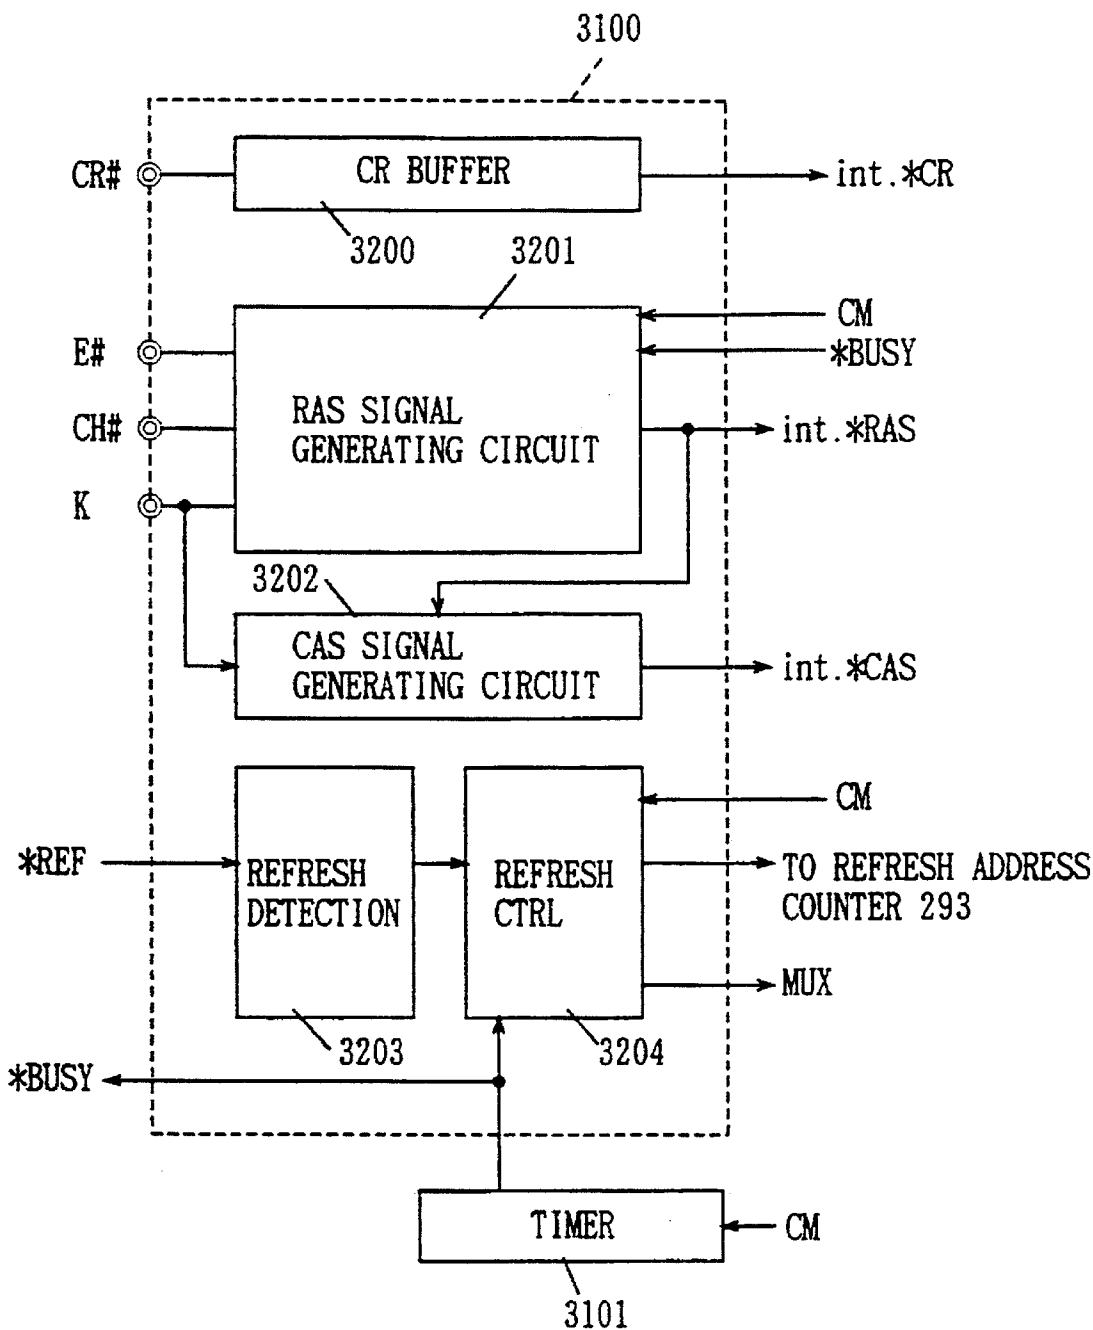 3100
CR#
CR BUFFER
int.*CR
3200
3201
CM
E#
*BUSY
CH#
RAS SIGNAL
GENERATING CIRCUIT
int.*RAS
K
3202
CAS SIGNAL
GENERATING CIRCUIT
int.*CAS
CM
*REF
REFRESH
DETECTION
REFRESH
CTRL
TO REFRESH ADDRESS
COUNTER 293
MUX
3203
3204
*BUSY
TIMER
CM
3101